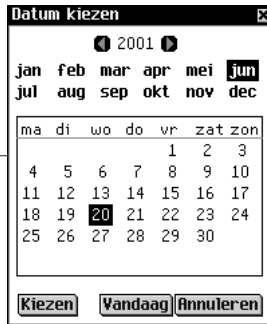 Datum kiezen
2001
jan feb mar apr mei jun
jul aug sep okt nov dec
ma di wo do vr zat zon
1 2 3
4 5 6 7 8 9 10
11 12 13 14 15 16 17
18 19 20 21 22 23 24
25 26 27 28 29 30
Kiezen Vandaag Annuleren